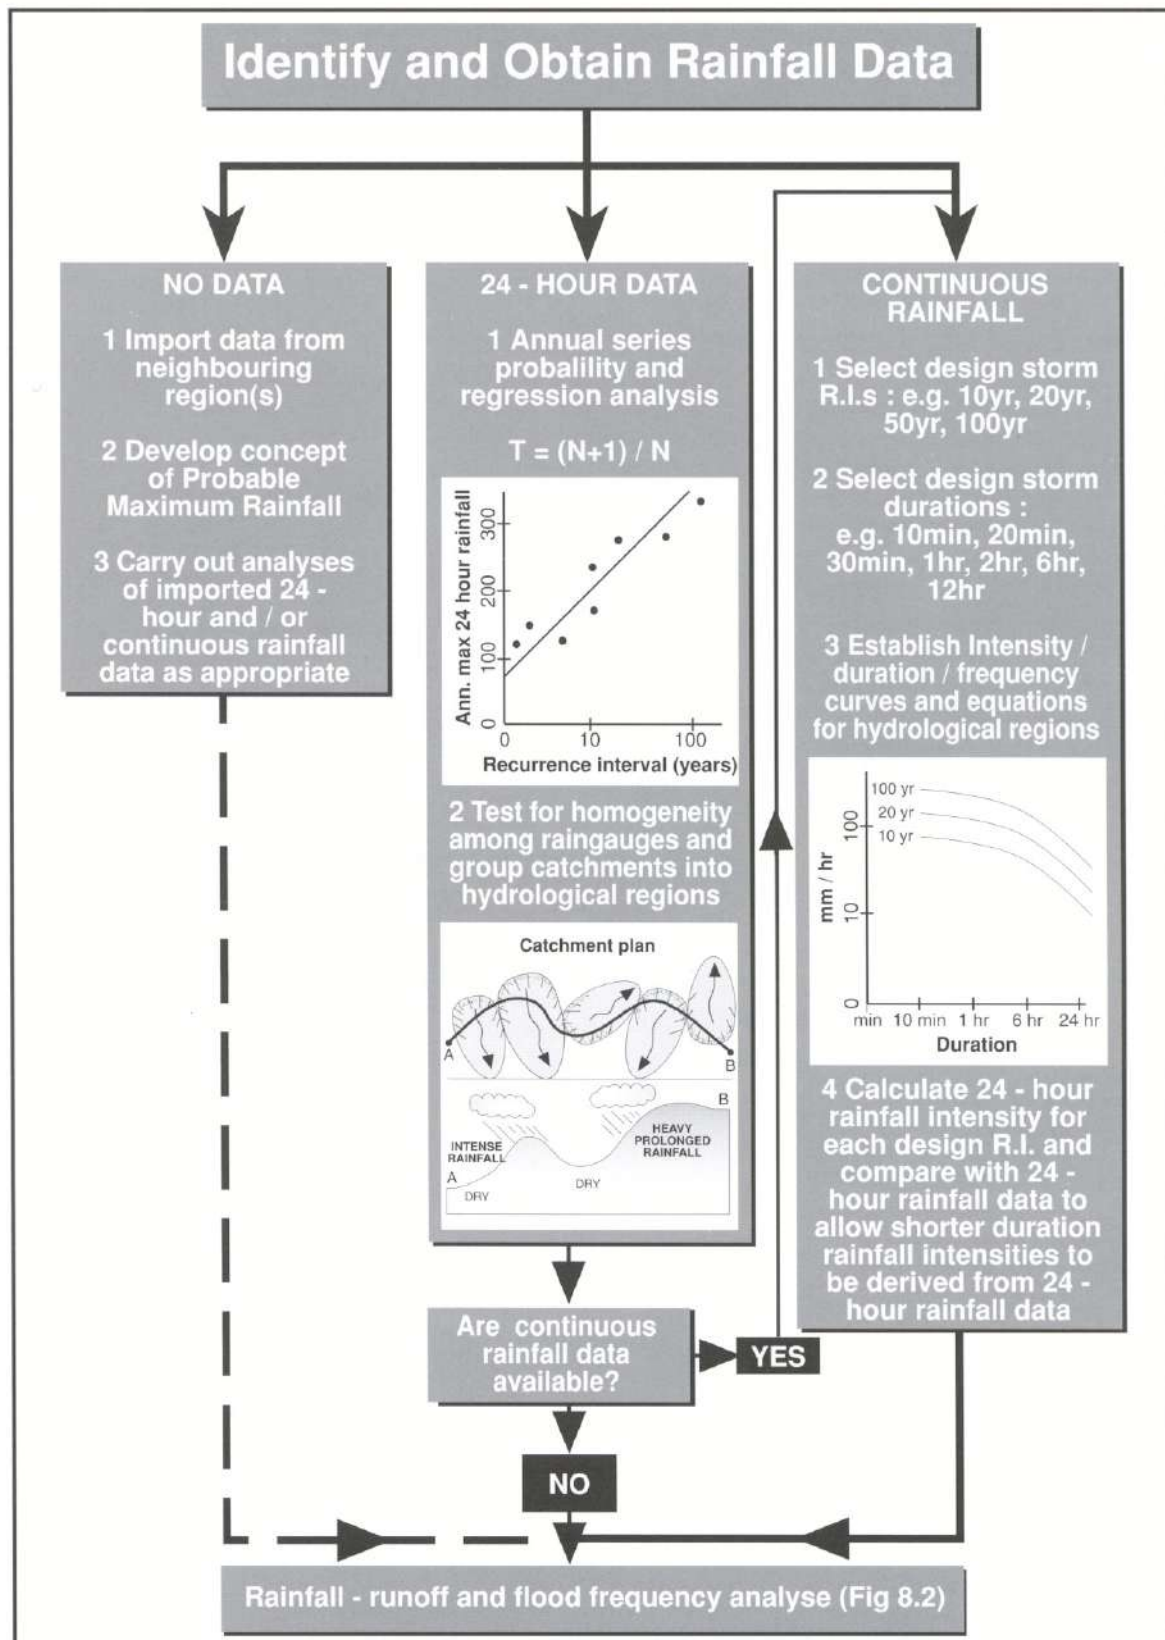 Identify and Obtain Rainfall Data
NO DATA
1 Import data from
neighbouring
region(s)
2 Develop concept
of Probable
Maximum Rainfall
3 Carry out analyses
of imported 24 -
hour and / or
continuous rainfall
data as appropriate
24 - HOUR DATA
1 Annual series
probalility and
regression analysis
T = (N+1) / N
Ann. max 24 hour rainfall
300
200
100
0
0 10 100
Recurrence interval (years)
2 Test for homogeneity
among raingauges and
group catchments into
hydrological regions
Catchment plan
A
B
B
INTENSE
RAINFALL
HEAVY
PROLONGED
RAINFALL
A
DRY
DRY
Are continuous
rainfall data
available?
YES
NO
CONTINUOUS
RAINFALL
1 Select design storm
R.I.s : e.g. 10yr, 20yr,
50yr, 100yr
2 Select design storm
durations :
e.g. 10min, 20min,
30min, 1hr, 2hr, 6hr,
12hr
3 Establish Intensity /
duration / frequency
curves and equations
for hydrological regions
mm / hr
100
10
0
100 yr
20 yr
10 yr
min 10 min 1 hr 6 hr 24 hr
Duration
4 Calculate 24 - hour
rainfall intensity for
each design R.I. and
compare with 24 -
hour rainfall data to
allow shorter duration
rainfall intensities to
be derived from 24 -
hour rainfall data
Rainfall - runoff and flood frequency analyse (Fig 8.2)